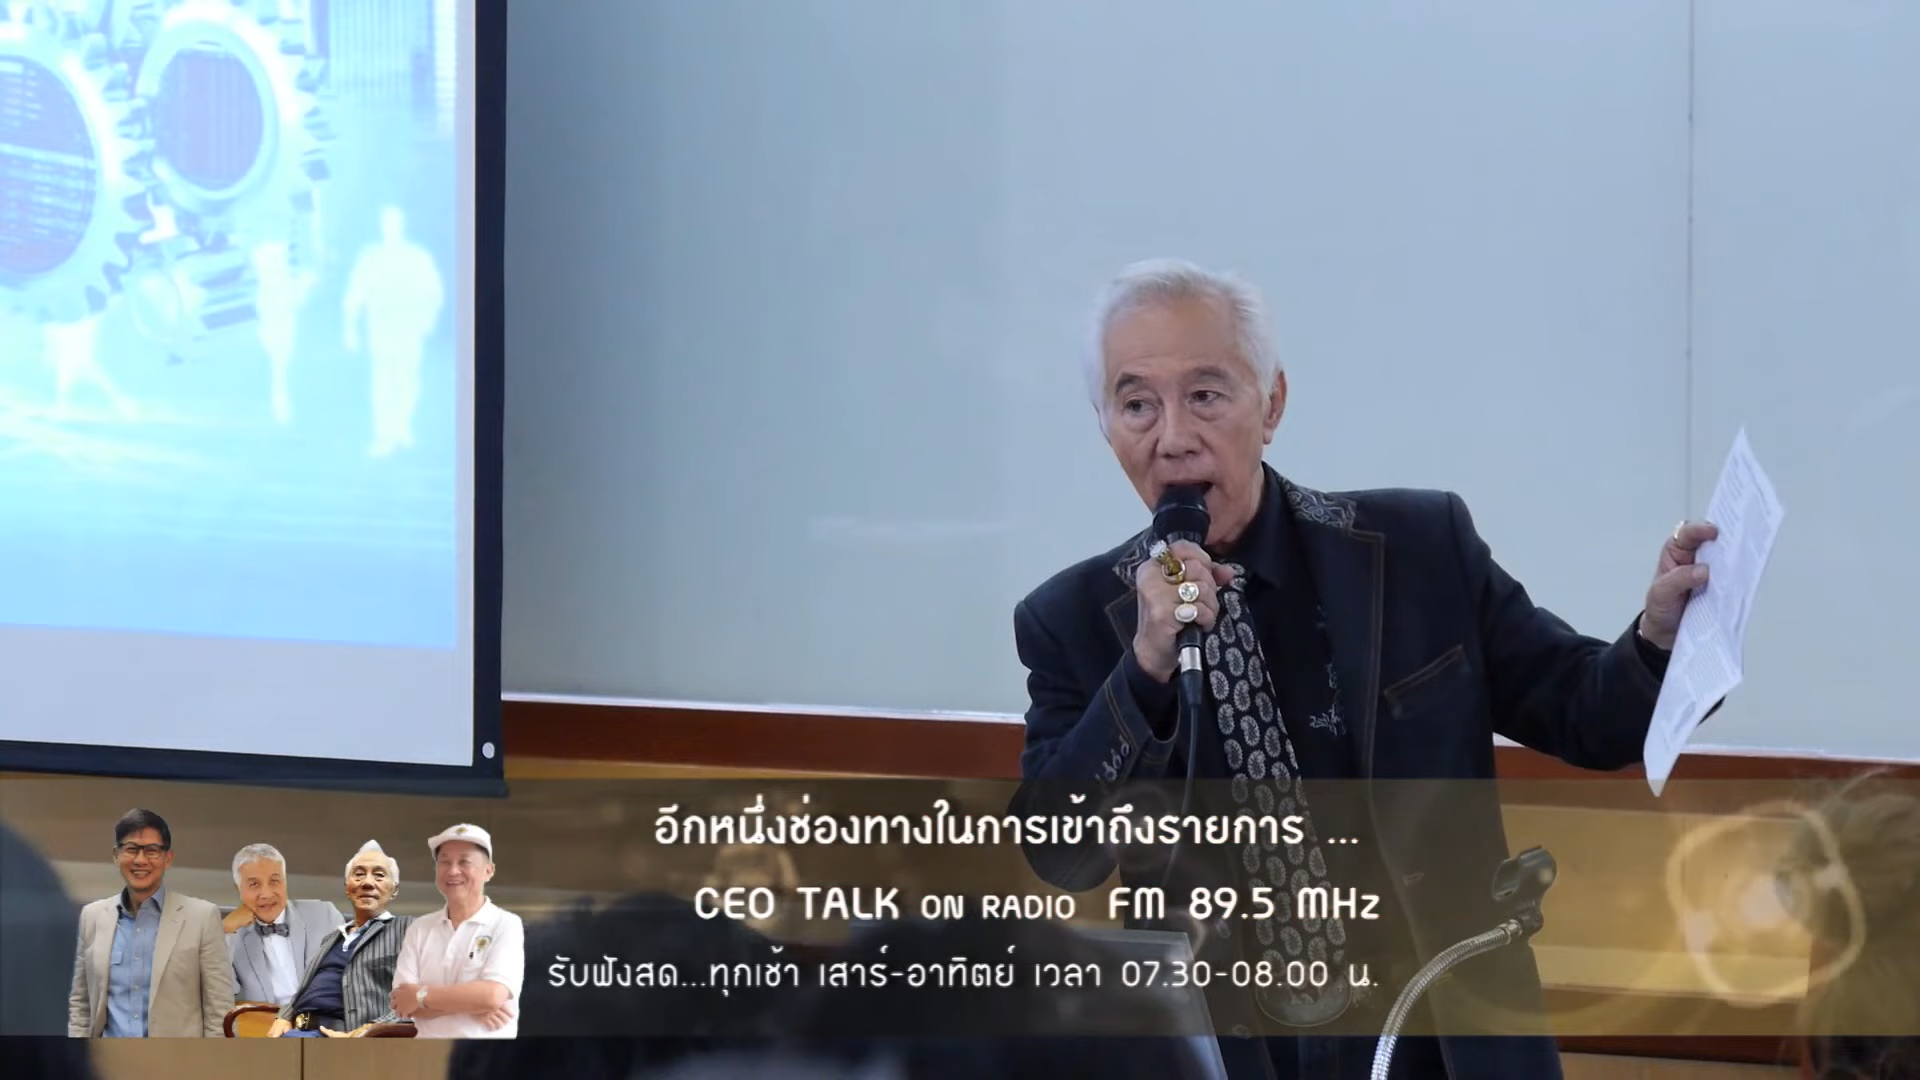 อีกหนึ่งช่องทางในการเข้าถึงรายการ ...
CEO TALK ON RADIO FM 89.5 MHz
รับฟังสด...ทุกเช้า เสาร์-อาทิตย์ เวลา 07.30-08.00 น.